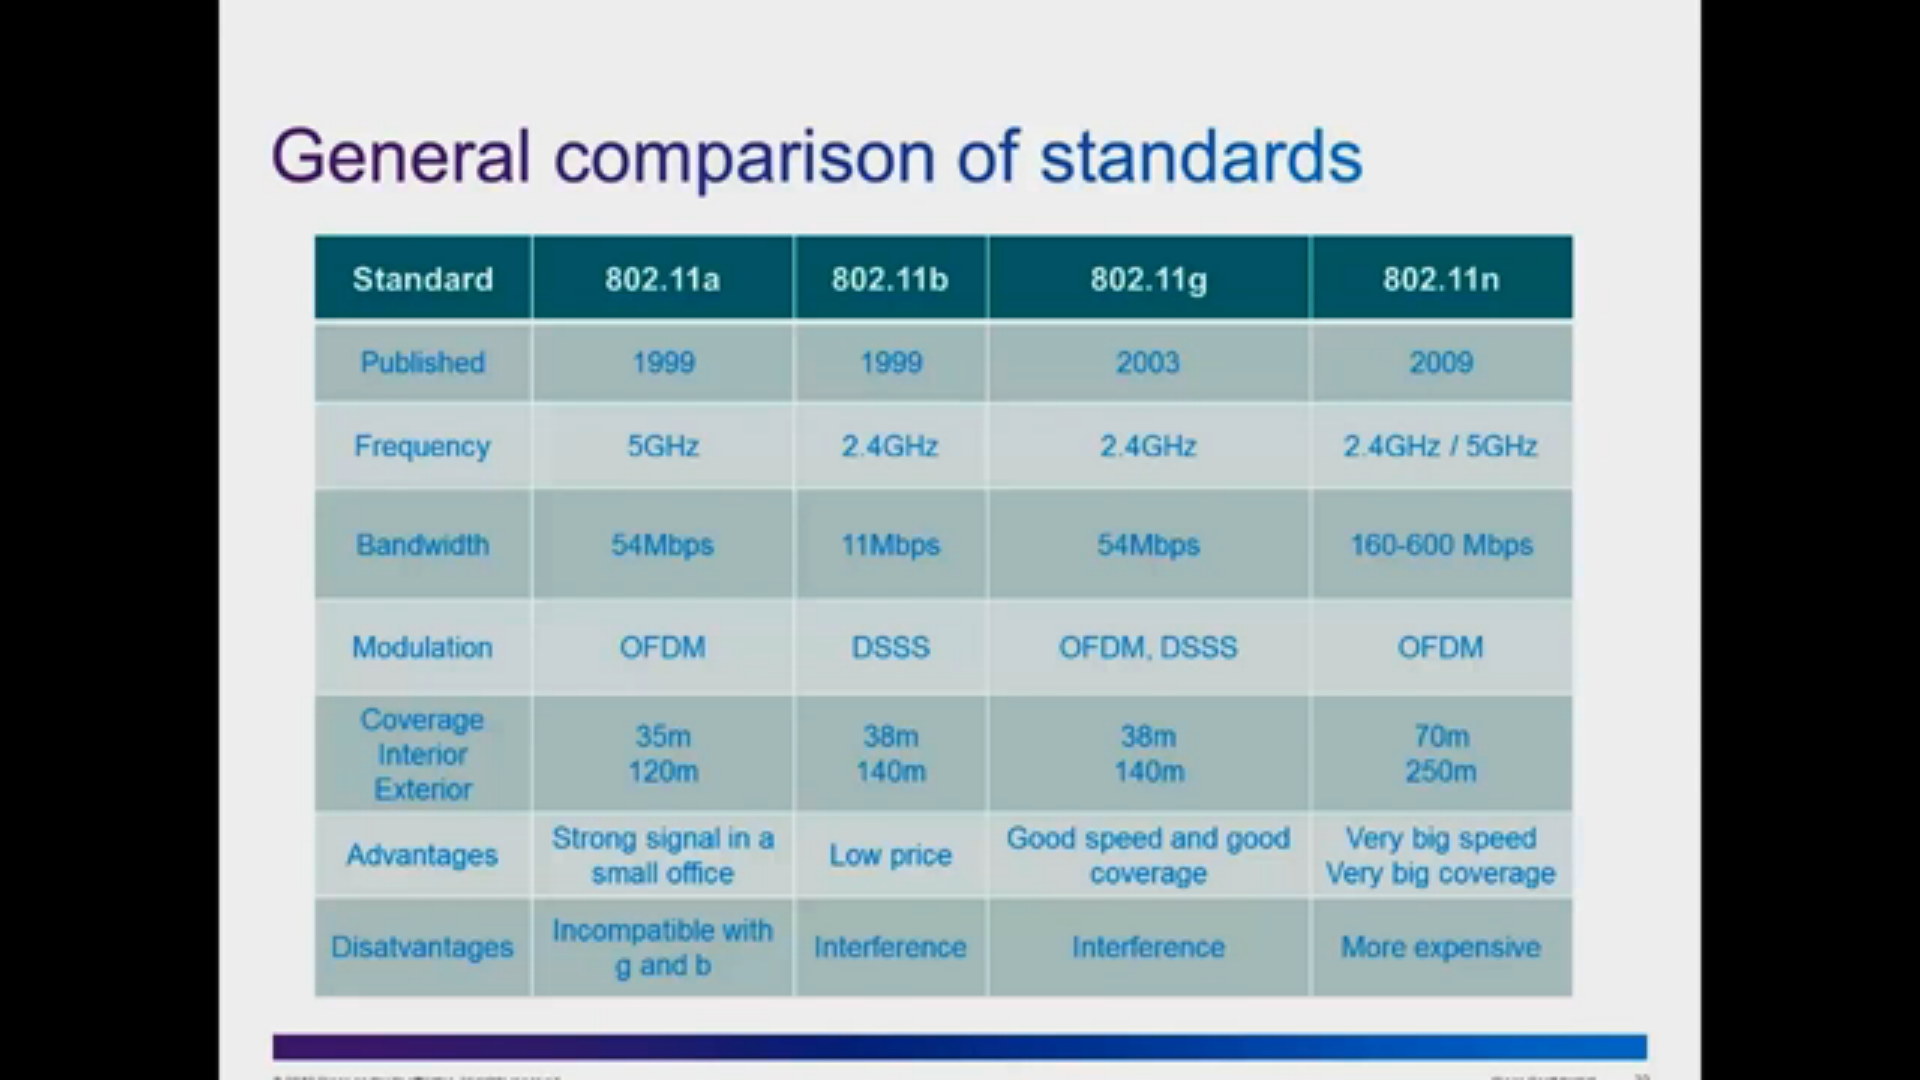 General comparison of standards
Standard 802.11a 802.11b 802.11g 802.11n
Published 1999 1999 2003 2009
Frequency 5GHz 2.4GHz 2.4GHz 2.4GHz / 5GHz
Bandwidth 54Mbps 11Mbps 54Mbps 160-600 Mbps
Modulation OFDM DSSS OFDM, DSSS OFDM
Coverage
Interior 35m 38m 38m 70m
Exterior 120m 140m 140m 250m
Advantages Strong signal in a small office Low price Good speed and good coverage Very big speed Very big coverage
Disatvantages Incompatible with g and b Interference Interference More expensive